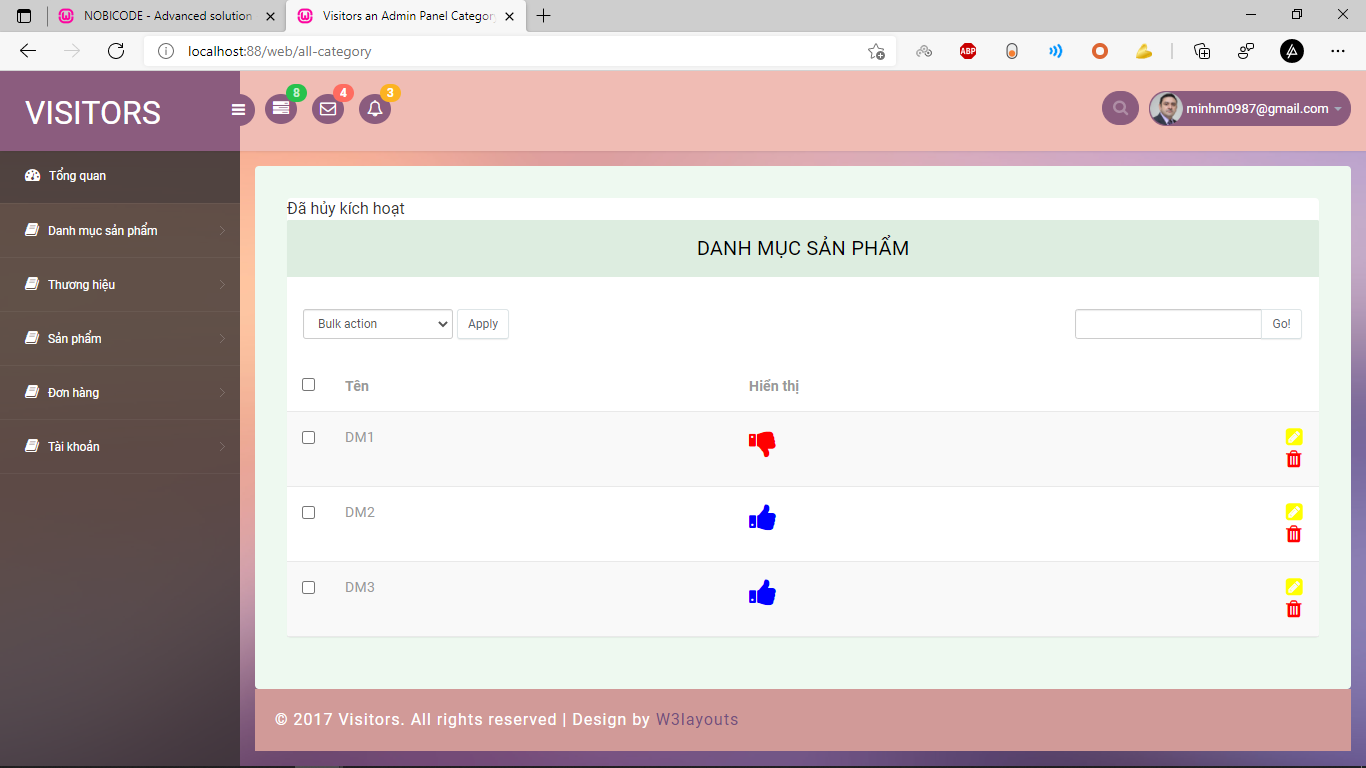 NOBICODE - Advanced solution
Visitors an Admin Panel Category
localhost:88/web/all-category
ABP
VISITORS
8
4
3
minhm0987@gmail.com
Tổng quan
Danh mục sản phẩm
Thương hiệu
Sản phẩm
Đơn hàng
Tài khoản
Đã hủy kích hoạt
DANH MỤC SẢN PHẨM
Bulk action
Apply
Go!
Tên
Hiển thị
DM1
DM2
DM3
© 2017 Visitors. All rights reserved | Design by W3layouts